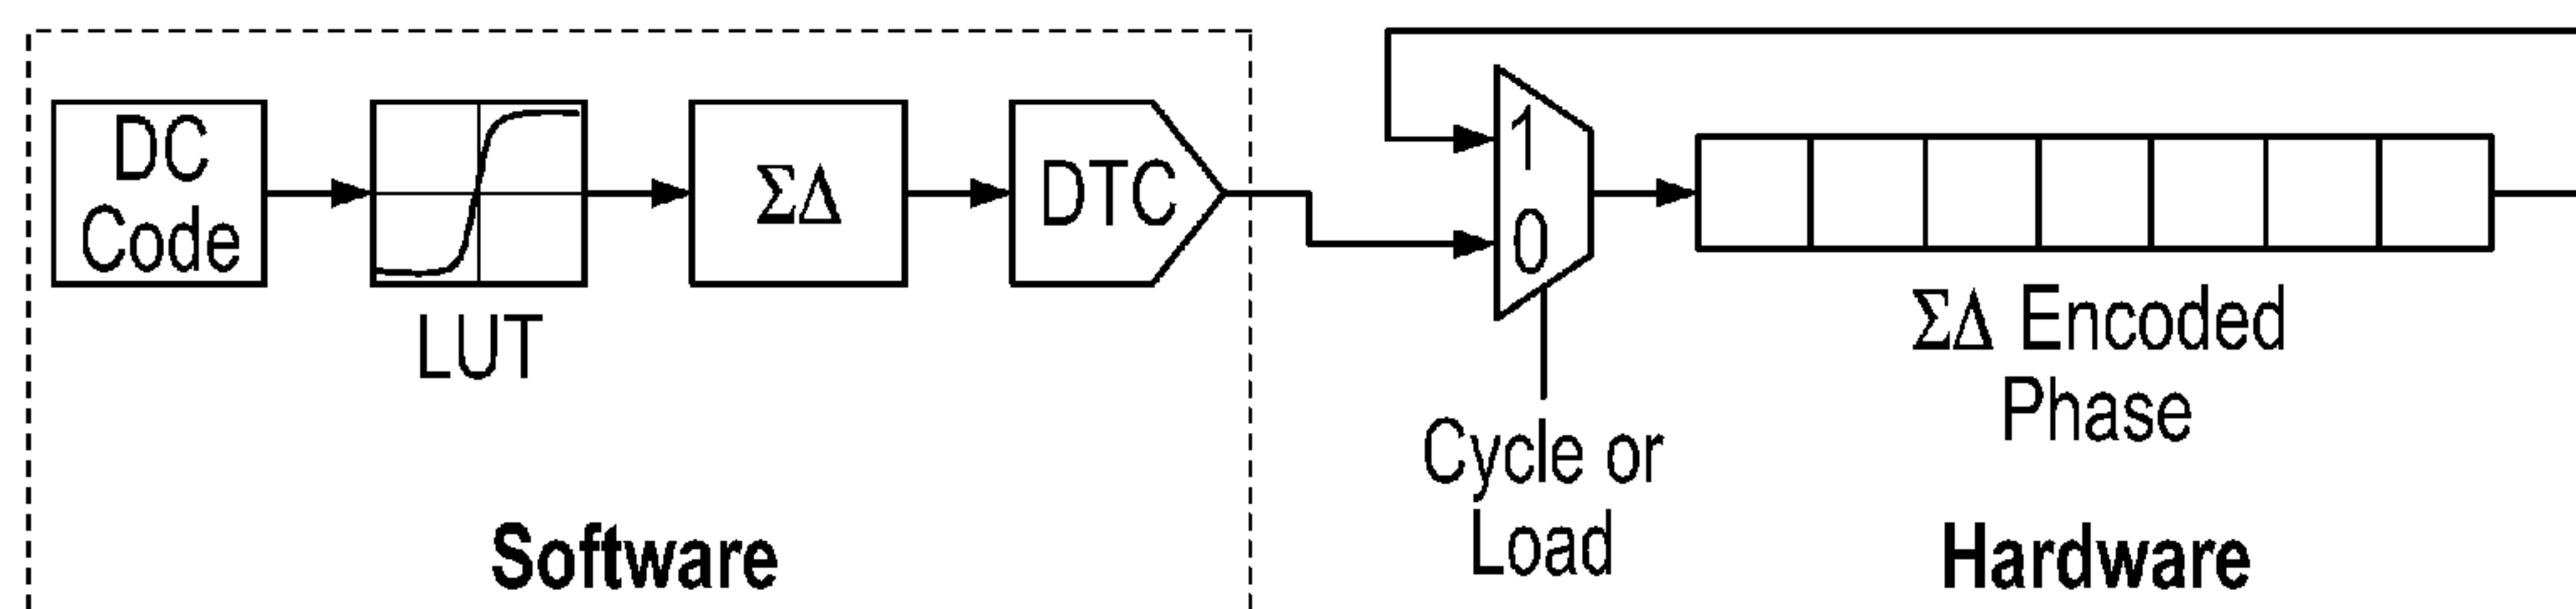 DC
Code
LUT
ΣΔ
DTC
1
0
Cycle or
Load
ΣΔ Encoded
Phase
Software
Hardware